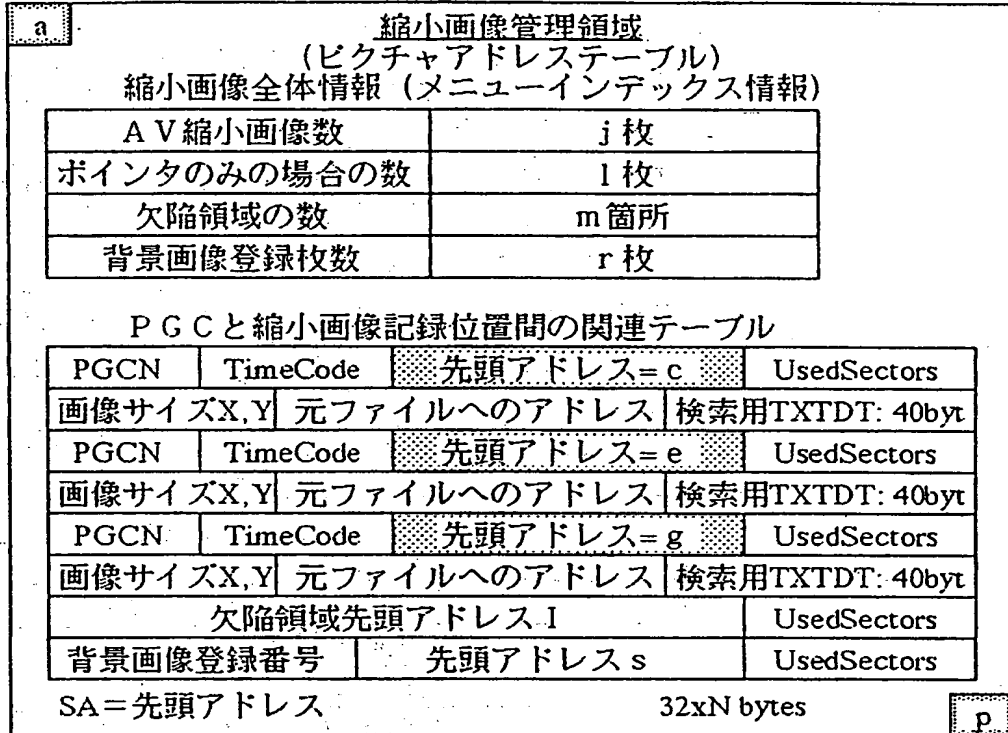 a
縮小画像管理領域
(ピクチャアドレステーブル)
縮小画像全体情報 (メニューインデックス情報)
AV縮小画像数 j枚
ポインタのみの場合の数 l枚
欠陥領域の数 m箇所
背景画像登録枚数 r枚
PGCと縮小画像記録位置間の関連テーブル
PGCN TimeCode 先頭アドレス=c UsedSectors
画像サイズX,Y 元ファイルへのアドレス 検索用TXTDT: 40byt
PGCN TimeCode 先頭アドレス=e UsedSectors
画像サイズX,Y 元ファイルへのアドレス 検索用TXTDT: 40byt
PGCN TimeCode 先頭アドレス=g UsedSectors
画像サイズX,Y 元ファイルへのアドレス 検索用TXTDT: 40byt
欠陥領域先頭アドレスI UsedSectors
背景画像登録番号 先頭アドレスs UsedSectors
SA=先頭アドレス 32xN bytes
p